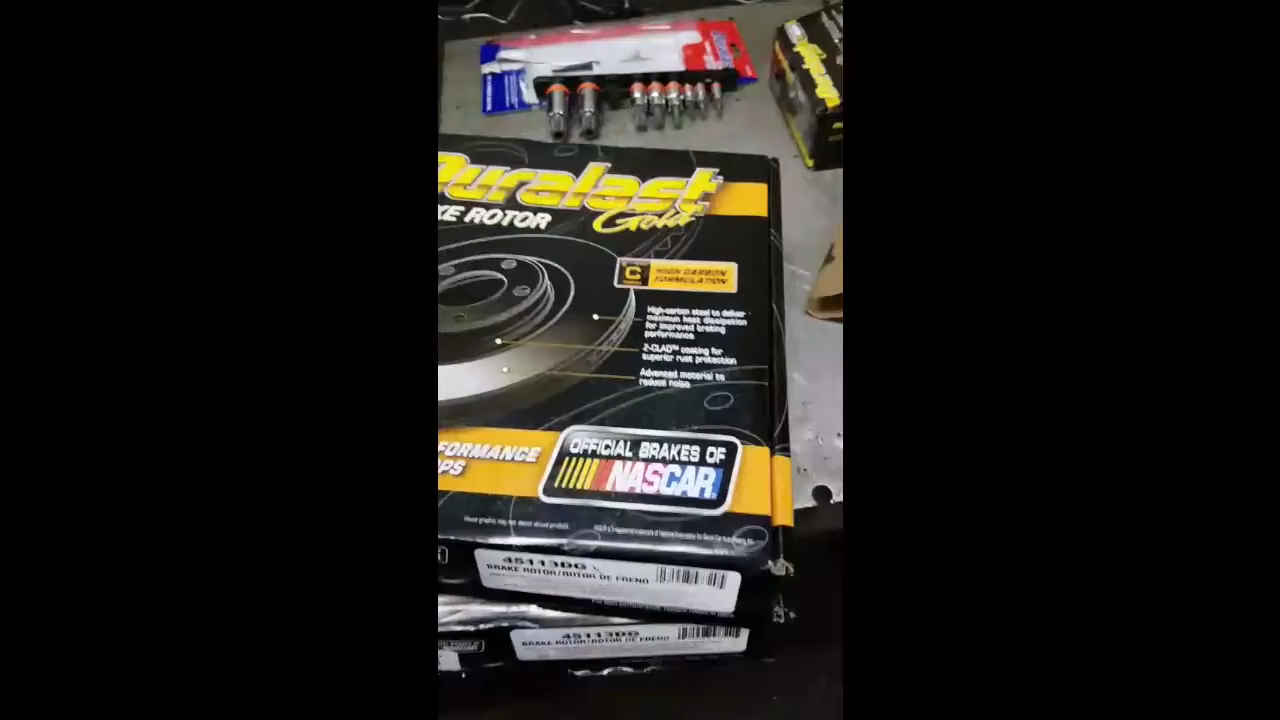 Duralast
Gold
KE ROTOR
C
HIGH CARBON
FORMULATION
High-carbon steel to deliver
maximum heat dissipation
for improved braking
performance
Z-CLAD™ coating for
superior rust protection
Advanced material to
reduce noise
FORMANCE
APS
OFFICIAL BRAKES OF
NASCAR
45113DG
BRAKE ROTOR/ROTOR DE FRENO
45113DG
BRAKE ROTOR/ROTOR DE FRENO